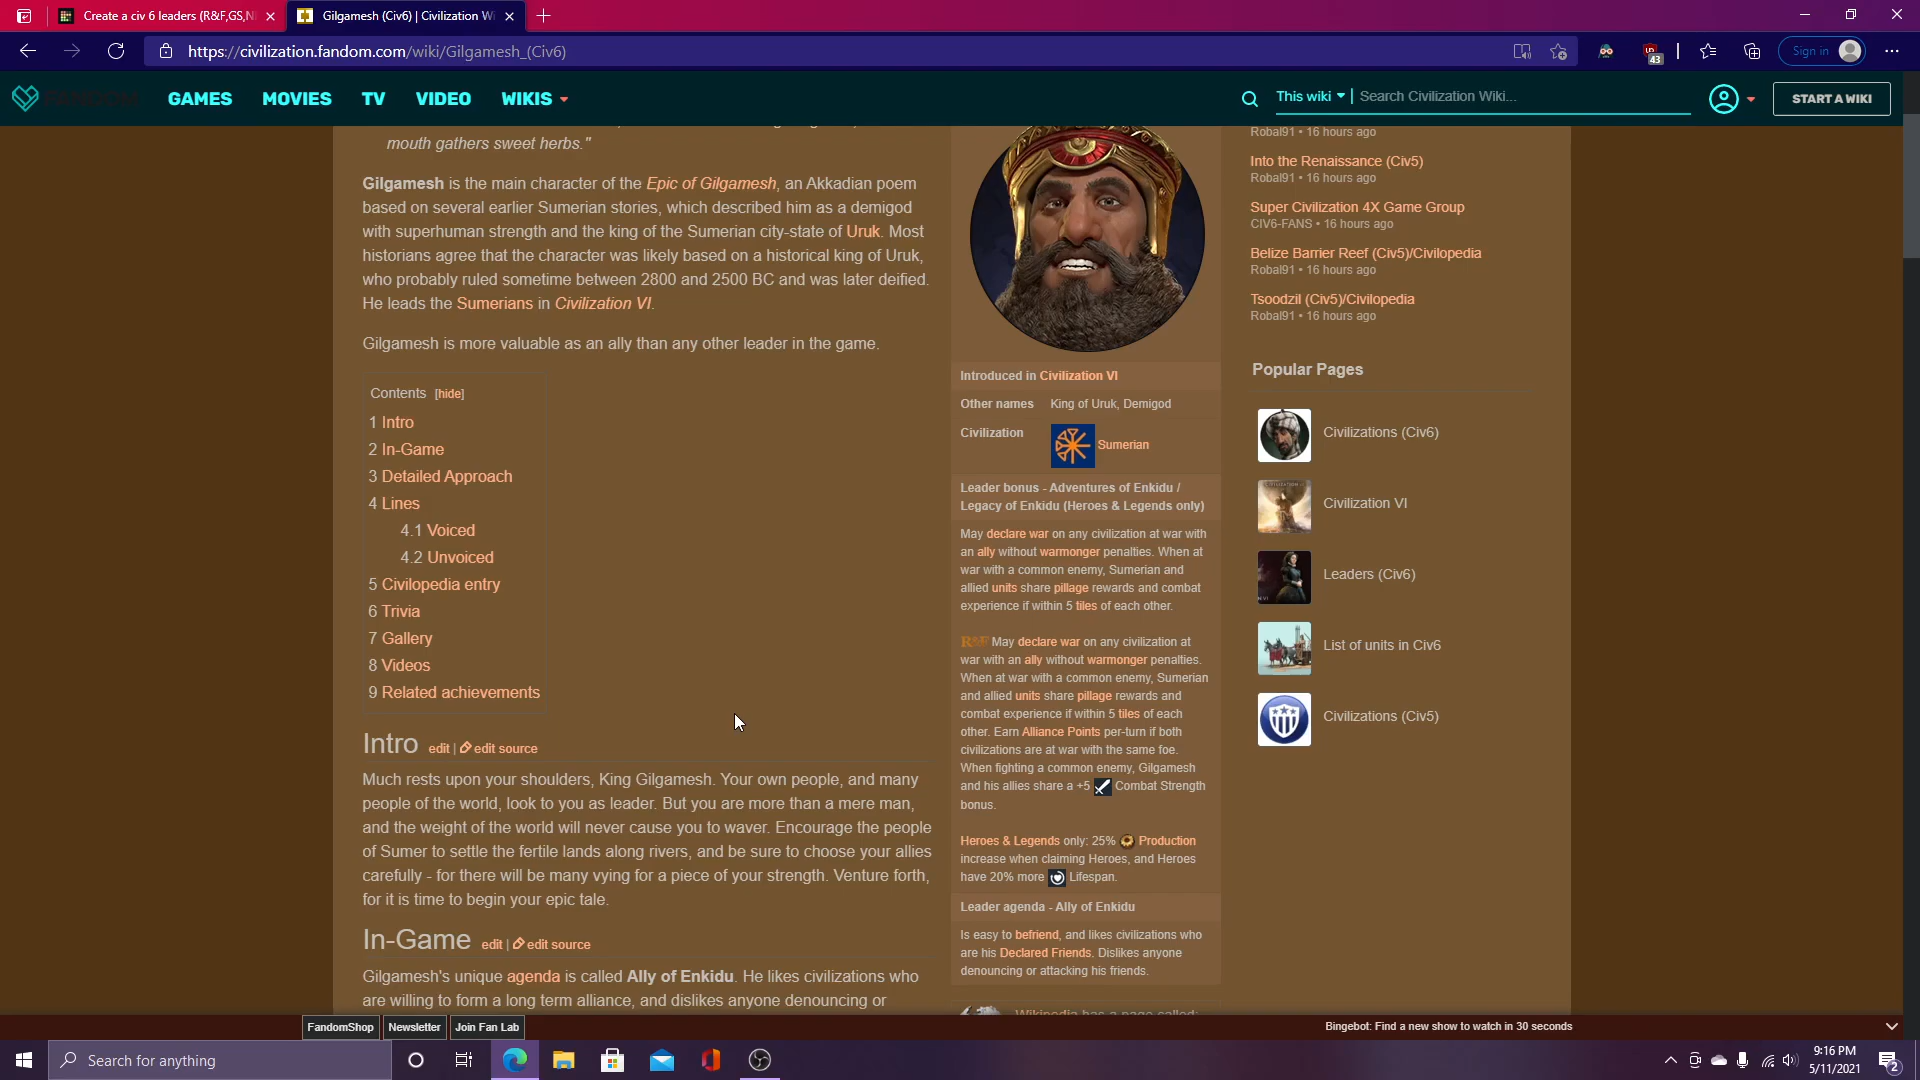 Create a civ 6 leaders (R&F,GS,N
Gilgamesh (Civ6) | Civilization W
https://civilization.fandom.com/wiki/Gilgamesh_(Civ6)
43
Sign in
GAMES
MOVIES
TV
VIDEO
WIKIS
This wiki
Search Civilization Wiki...
START A WIKI
mouth gathers sweet herbs."
Gilgamesh is the main character of the Epic of Gilgamesh, an Akkadian poem
based on several earlier Sumerian stories, which described him as a demigod
with superhuman strength and the king of the Sumerian city-state of Uruk. Most
historians agree that the character was likely based on a historical king of Uruk,
who probably ruled sometime between 2800 and 2500 BC and was later deified.
He leads the Sumerians in Civilization VI.
Gilgamesh is more valuable as an ally than any other leader in the game.
Contents [hide]
1 Intro
2 In-Game
3 Detailed Approach
4 Lines
4.1 Voiced
4.2 Unvoiced
5 Civilopedia entry
6 Trivia
7 Gallery
8 Videos
9 Related achievements
Intro edit | edit source
Much rests upon your shoulders, King Gilgamesh. Your own people, and many
people of the world, look to you as leader. But you are more than a mere man,
and the weight of the world will never cause you to waver. Encourage the people
of Sumer to settle the fertile lands along rivers, and be sure to choose your allies
carefully - for there will be many vying for a piece of your strength. Venture forth,
for it is time to begin your epic tale.
In-Game edit | edit source
Gilgamesh's unique agenda is called Ally of Enkidu. He likes civilizations who
are willing to form a long term alliance, and dislikes anyone denouncing or
Introduced in Civilization VI
Other names King of Uruk, Demigod
Civilization Sumerian
Leader bonus - Adventures of Enkidu /
Legacy of Enkidu (Heroes & Legends only)
May declare war on any civilization at war with
an ally without warmonger penalties. When at
war with a common enemy, Sumerian and
allied units share pillage rewards and combat
experience if within 5 tiles of each other.
R&F May declare war on any civilization at
war with an ally without warmonger penalties.
When at war with a common enemy, Sumerian
and allied units share pillage rewards and
combat experience if within 5 tiles of each
other. Earn Alliance Points per-turn if both
civilizations are at war with the same foe.
When fighting a common enemy, Gilgamesh
and his allies share a +5 Combat Strength
bonus.
Heroes & Legends only: 25% Production
increase when claiming Heroes, and Heroes
have 20% more Lifespan.
Leader agenda - Ally of Enkidu
Is easy to befriend, and likes civilizations who
are his Declared Friends. Dislikes anyone
denouncing or attacking his friends.
Wikipedia has a page called:
Robal91 • 16 hours ago
Into the Renaissance (Civ5)
Robal91 • 16 hours ago
Super Civilization 4X Game Group
CIV6-FANS • 16 hours ago
Belize Barrier Reef (Civ5)/Civilopedia
Robal91 • 16 hours ago
Tsoodzil (Civ5)/Civilopedia
Robal91 • 16 hours ago
Popular Pages
Civilizations (Civ6)
Civilization VI
Leaders (Civ6)
List of units in Civ6
Civilizations (Civ5)
FandomShop
Newsletter
Join Fan Lab
Bingebot: Find a new show to watch in 30 seconds
Search for anything
9:16 PM
5/11/2021
2